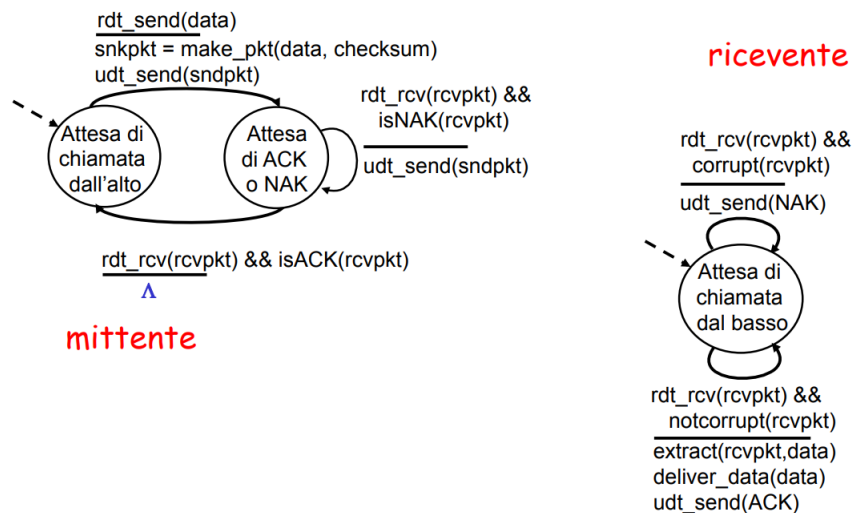 rdt_send(data)
snkpkt = make_pkt(data, checksum)
udt_send(sndpkt)
Attesa di
chiamata
dall'alto
Attesa
di ACK
o NAK
rdt_rcv(rcvpkt) &&
isNAK(rcvpkt)
udt_send(sndpkt)
rdt_rcv(rcvpkt) && isACK(rcvpkt)
Λ
mittente
ricevente
rdt_rcv(rcvpkt) &&
corrupt(rcvpkt)
udt_send(NAK)
Attesa di
chiamata
dal basso
rdt_rcv(rcvpkt) &&
notcorrupt(rcvpkt)
extract(rcvpkt,data)
deliver_data(data)
udt_send(ACK)